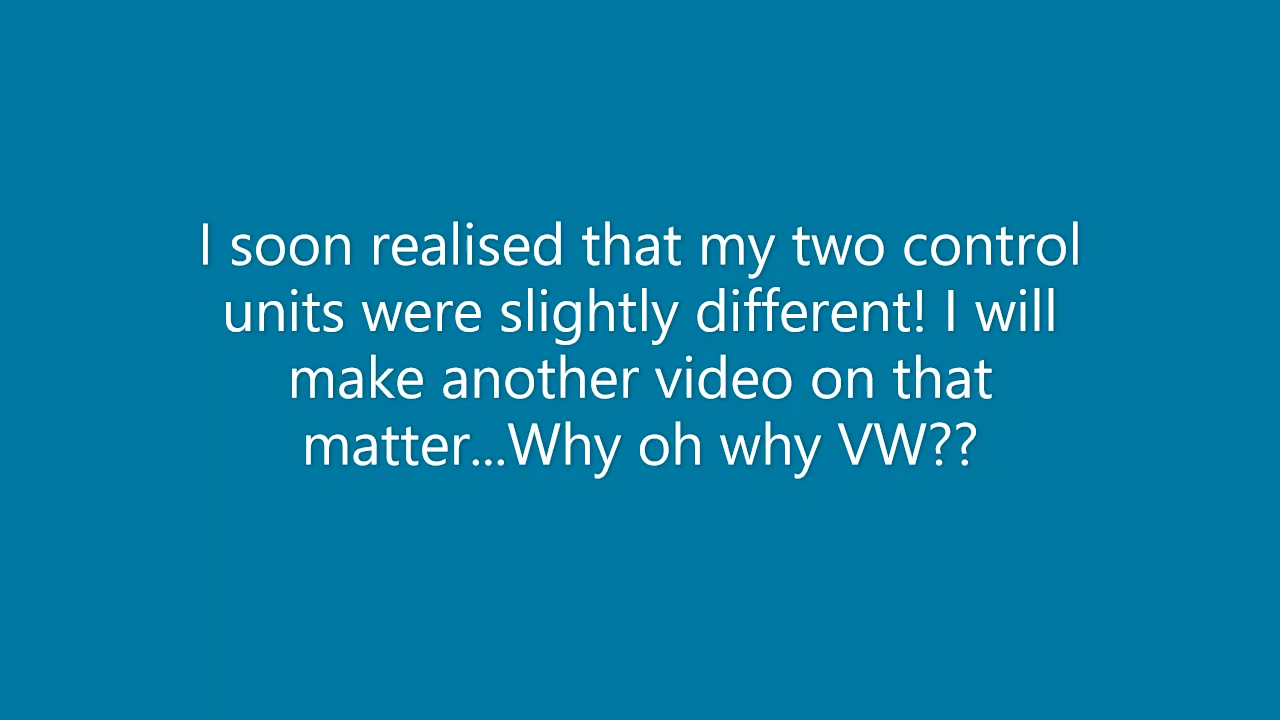 I soon realised that my two control
units were slightly different! I will
make another video on that
matter...Why oh why VW??